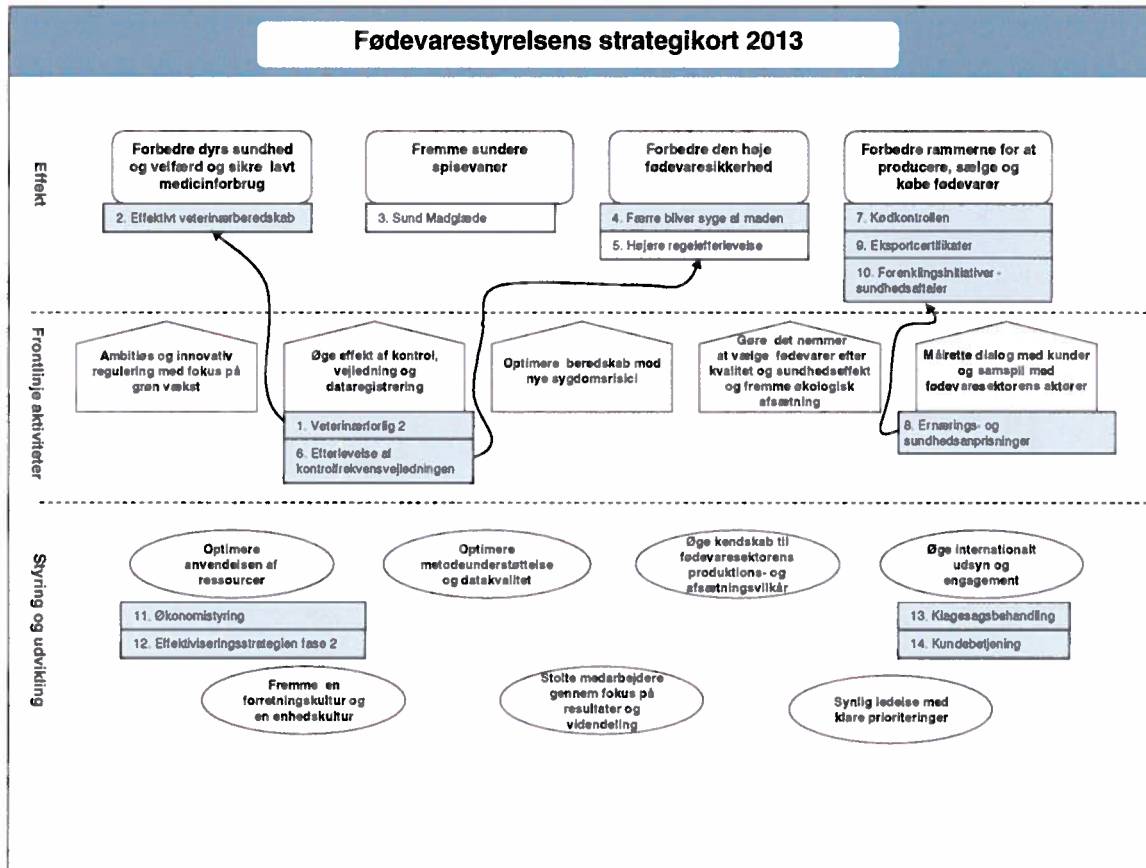 Fødevarestyrelsens strategikort 2013
Effekt
Forbedre dyrs sundhed
og velfærd og sikre lavt
medicinforbrug
2. Effektivt veterinærberedskab
Fremme sundere
spisevaner
3. Sund Madglæde
Forbedre den høje
fødevaresikkerhed
4. Færre bliver syge af maden
5. Højere regelefterlevelse
Forbedre rammerne for at
producere, sælge og
købe fødevarer
7. Kødkontrollen
9. Eksportcertifikater
10. Forenklingsinitiativer -
sundhedsaftaler
Frontlinje aktiviteter
Ambitiøs og innovativ
regulering med fokus på
grøn vækst
Øge effekt af kontrol,
vejledning og
dataregistrering
1. Veterinærforlig 2
6. Efterlevelse af
kontrolfrekvensvejledningen
Optimere beredskab mod
nye sygdomsrisici
Gøre det nemmer
at vælge fødevarer efter
kvalitet og sundhedseffekt
og fremme økologisk
afsætning
Målrette dialog med kunder
og samspil med
fødevaresektorens aktører
8. Ernærings- og
sundhedsanprisninger
Styring og udvikling
Optimere
anvendelsen af
ressourcer
11. Økonomistyring
12. Effektiviseringsstrategien fase 2
Optimere
metodeunderstøttelse
og datakvalitet
Øge kendskab til
fødevaresektorens
produktions- og
afsætningsvilkår
Øge internationalt
udsyn og
engagement
13. Klagesagsbehandling
14. Kundebetjening
Fremme en
forretningskultur og
en enhedskultur
Stolte medarbejdere
gennem fokus på
resultater og
videndeling
Synlig ledelse med
klare prioriteringer